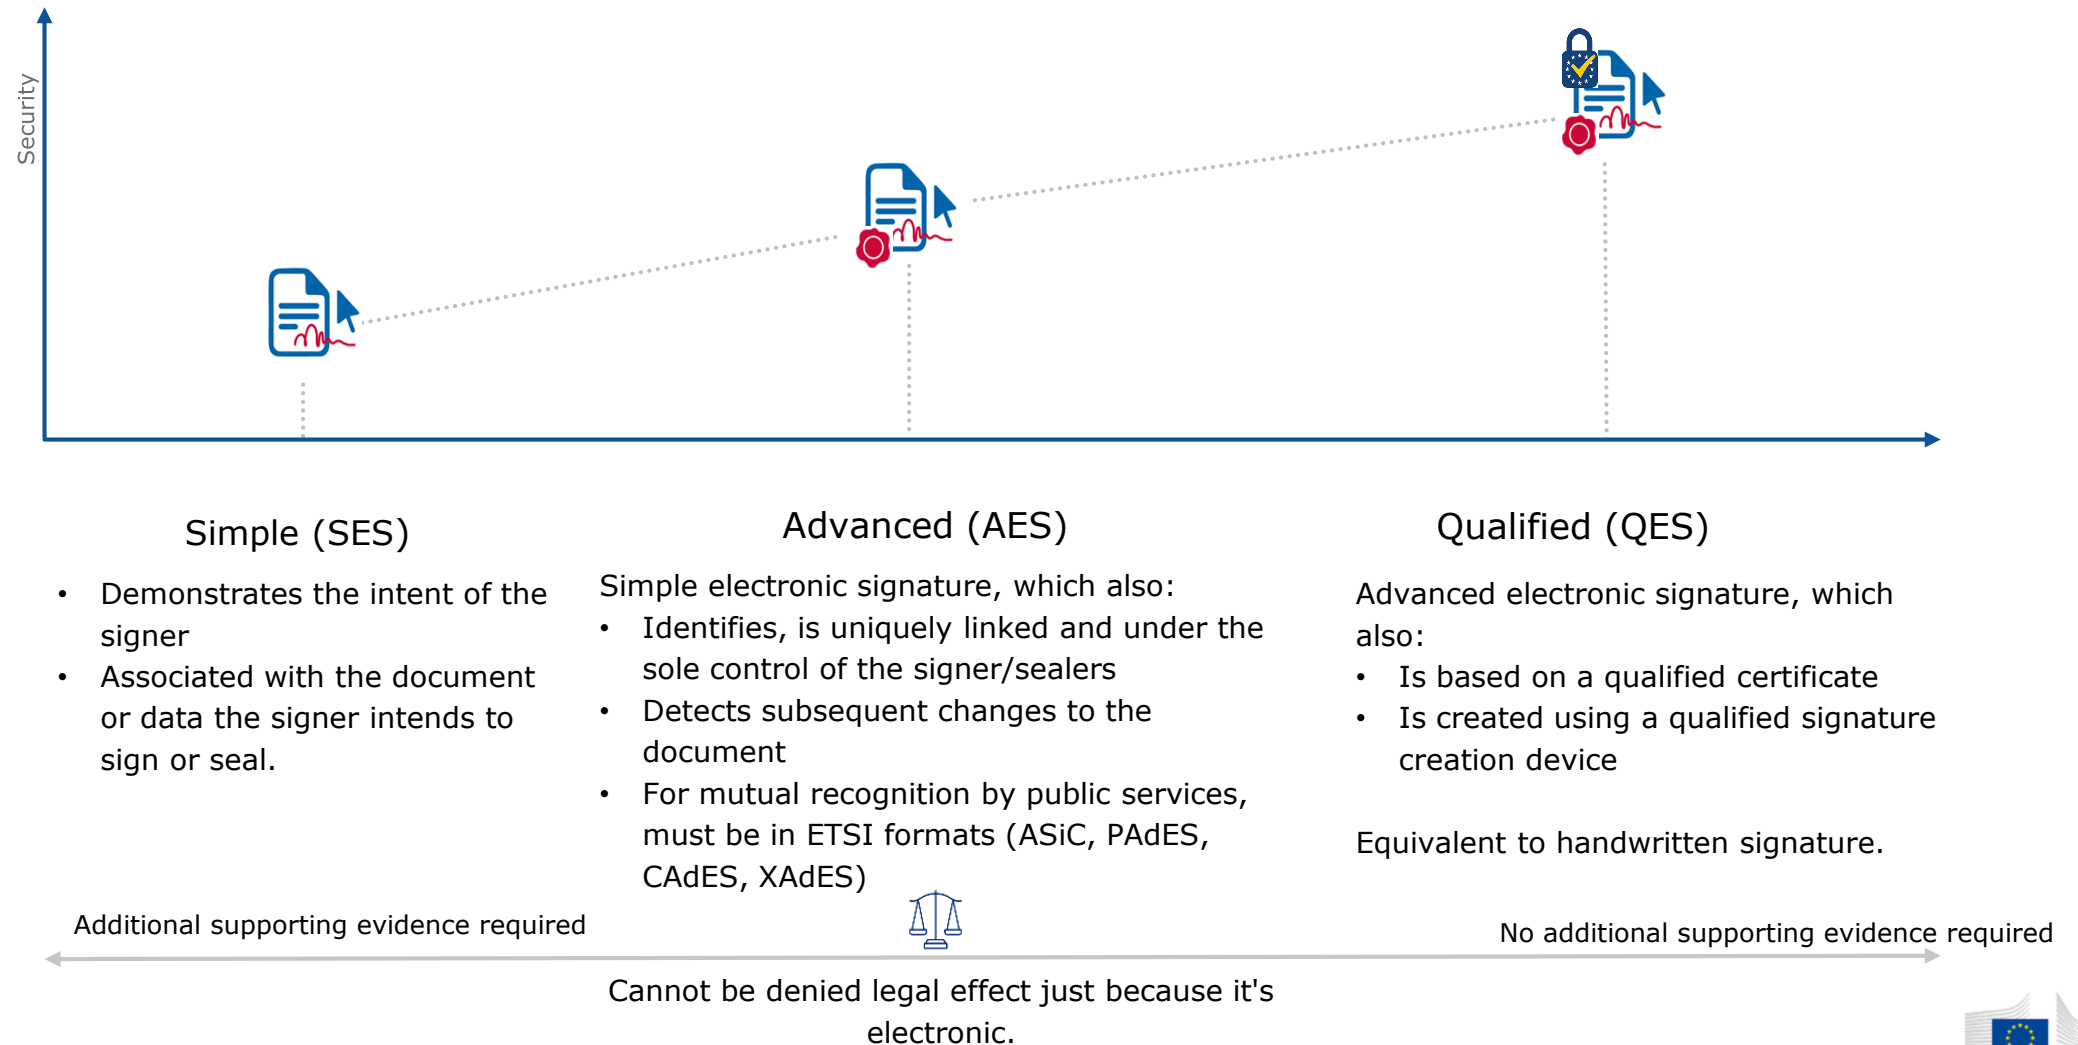 Security
Simple (SES)
• Demonstrates the intent of the
signer
• Associated with the document
or data the signer intends to
sign or seal.
Advanced (AES)
Simple electronic signature, which also:
• Identifies, is uniquely linked and under the
sole control of the signer/sealers
• Detects subsequent changes to the
document
• For mutual recognition by public services,
must be in ETSI formats (ASiC, PAdES,
CAdES, XAdES)
Qualified (QES)
Advanced electronic signature, which
also:
• Is based on a qualified certificate
• Is created using a qualified signature
creation device
Equivalent to handwritten signature.
Additional supporting evidence required
No additional supporting evidence required
Cannot be denied legal effect just because it's
electronic.